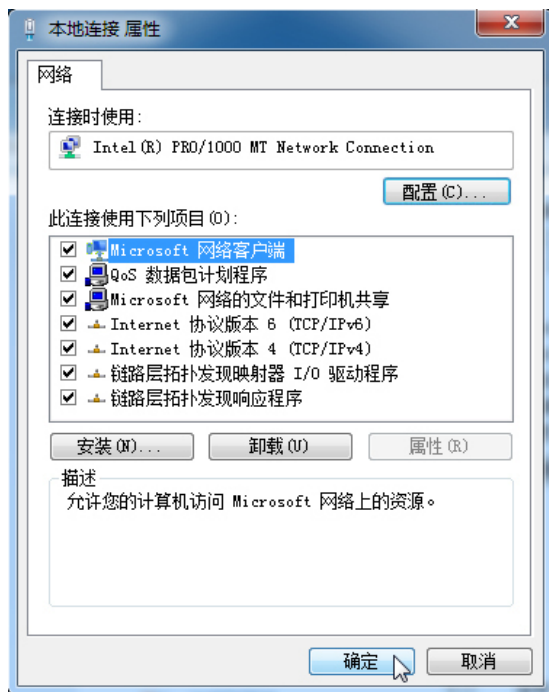 本地连接 属性
网络
连接时使用:
Intel(R) PRO/1000 MT Network Connection
配置(C)...
此连接使用下列项目(O):
Microsoft 网络客户端
QoS 数据包计划程序
Microsoft 网络的文件和打印机共享
Internet 协议版本 6 (TCP/IPv6)
Internet 协议版本 4 (TCP/IPv4)
链路层拓扑发现映射器 I/O 驱动程序
链路层拓扑发现响应程序
安装(N)... 卸载(U) 属性(R)
描述
允许您的计算机访问 Microsoft 网络上的资源。
确定 取消